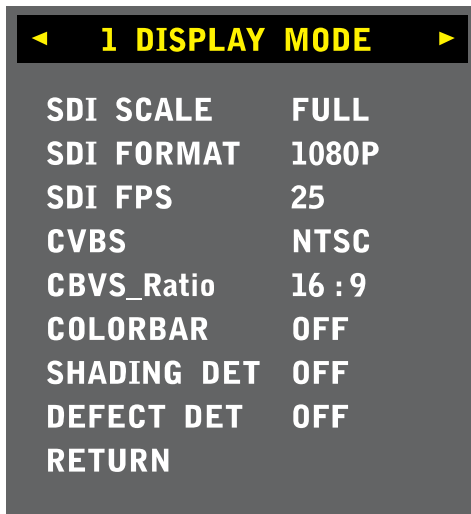 ◄ 1 DISPLAY MODE ►
SDI SCALE FULL
SDI FORMAT 1080P
SDI FPS 25
CVBS NTSC
CBVS_Ratio 16 : 9
COLORBAR OFF
SHADING DET OFF
DEFECT DET OFF
RETURN